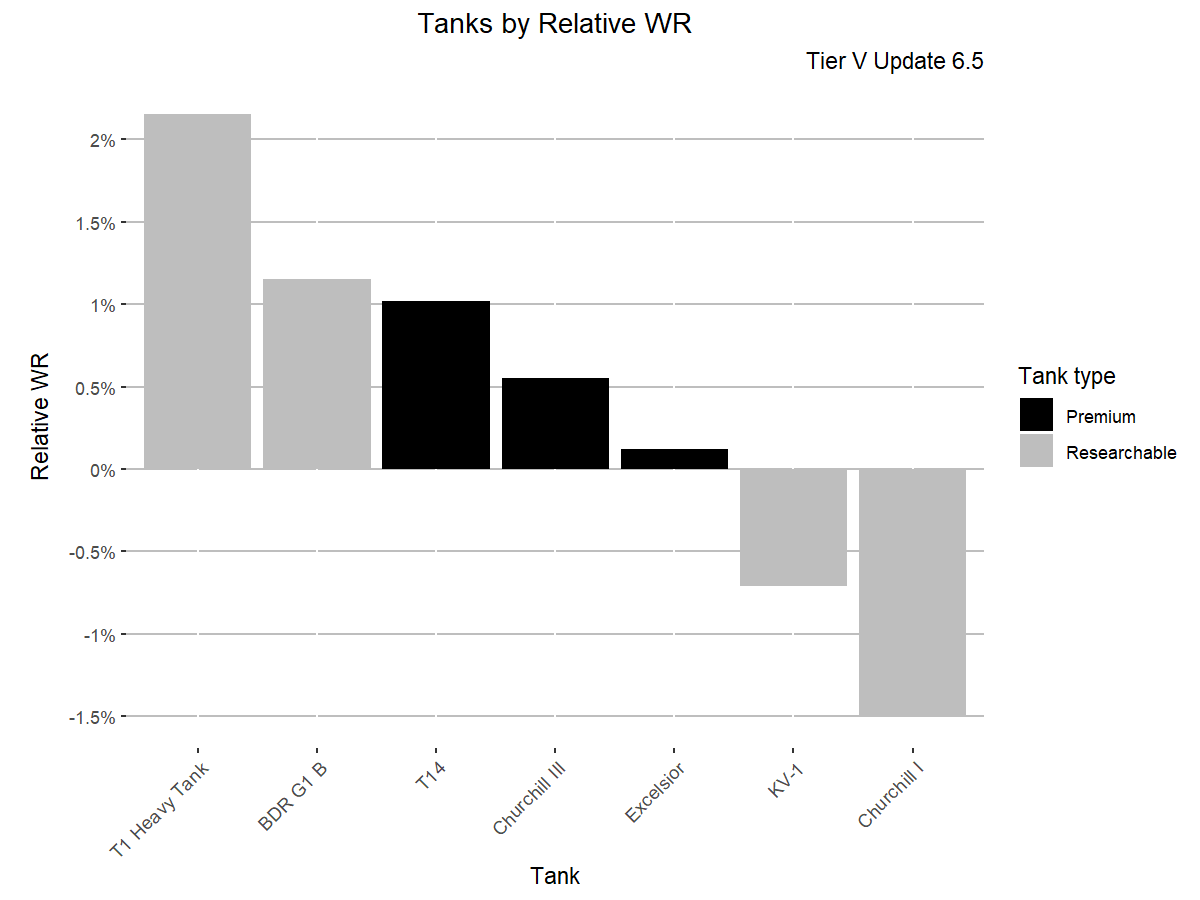 Tanks by Relative WR
Tier V Update 6.5
Relative WR
2%
1.5%
1%
0.5%
0%
-0.5%
-1%
-1.5%
T1 Heavy Tank
BDR G1 B
T14
Churchill III
Excelsior
KV-1
Churchill I
Tank
Tank type
Premium
Researchable